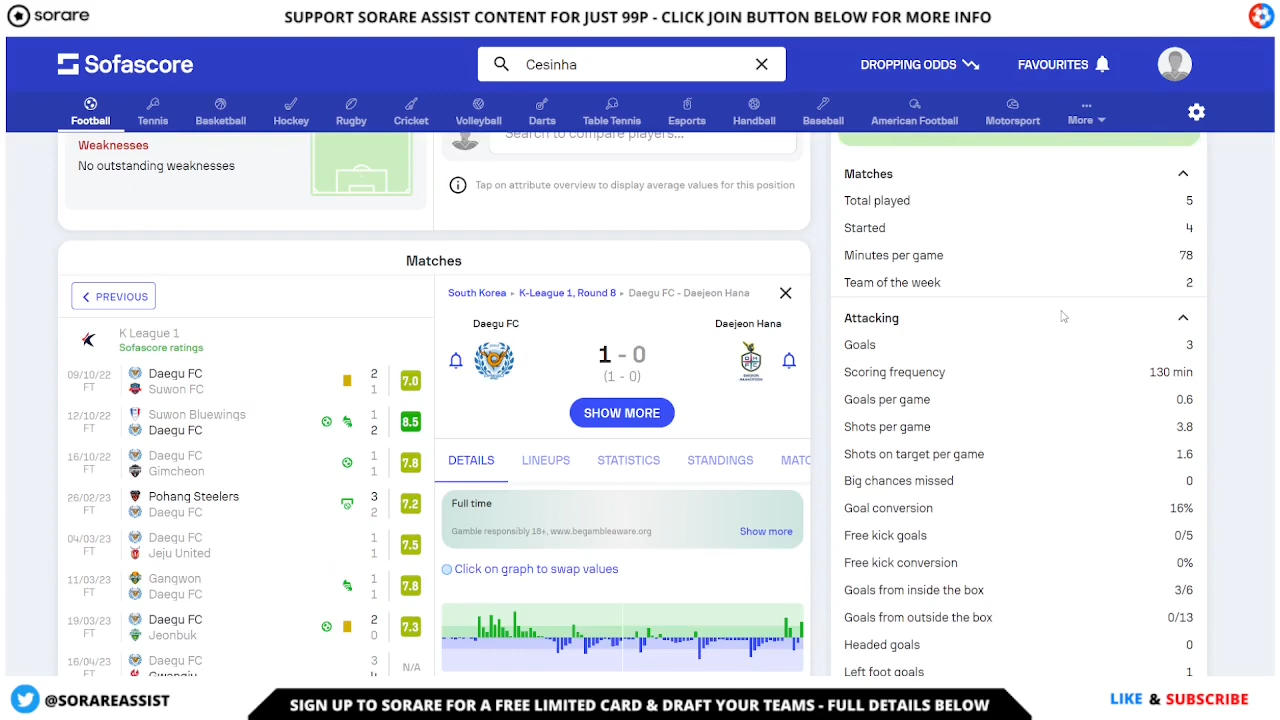 sorare
SUPPORT SORARE ASSIST CONTENT FOR JUST 99P - CLICK JOIN BUTTON BELOW FOR MORE INFO
Sofascore
Cesinha
DROPPING ODDS
FAVOURITES
Football
Tennis
Basketball
Hockey
Rugby
Cricket
Volleyball
Darts
Table Tennis
Esports
Handball
Baseball
American Football
Motorsport
More
Weaknesses
No outstanding weaknesses
Search to compare players...
Tap on attribute overview to display average values for this position
Matches
PREVIOUS
K League 1
Sofascore ratings
09/10/22 FT Daegu FC 2
Suwon FC 1
7.0
12/10/22 FT Suwon Bluewings 1
Daegu FC 2
8.5
16/10/22 FT Daegu FC 1
Gimcheon 1
7.8
26/02/23 FT Pohang Steelers 3
Daegu FC 2
7.2
04/03/23 FT Daegu FC 1
Jeju United 1
7.5
11/03/23 FT Gangwon 1
Daegu FC 1
7.8
19/03/23 FT Daegu FC 2
Jeonbuk 0
7.3
16/04/23 Daegu FC 3
N/A
South Korea
K-League 1, Round 8
Daegu FC - Daejeon Hana
Daegu FC
Daejeon Hana
1 - 0
(1 - 0)
SHOW MORE
DETAILS
LINEUPS
STATISTICS
STANDINGS
MATC
Full time
Gamble responsibly 18+, www.begambleaware.org
Show more
Click on graph to swap values
Matches
Total played 5
Started 4
Minutes per game 78
Team of the week 2
Attacking
Goals 3
Scoring frequency 130 min
Goals per game 0.6
Shots per game 3.8
Shots on target per game 1.6
Big chances missed 0
Goal conversion 16%
Free kick goals 0/5
Free kick conversion 0%
Goals from inside the box 3/6
Goals from outside the box 0/13
Headed goals 0
Left foot goals 1
@SORAREASSIST
SIGN UP TO SORARE FOR A FREE LIMITED CARD & DRAFT YOUR TEAMS - FULL DETAILS BELOW
LIKE & SUBSCRIBE